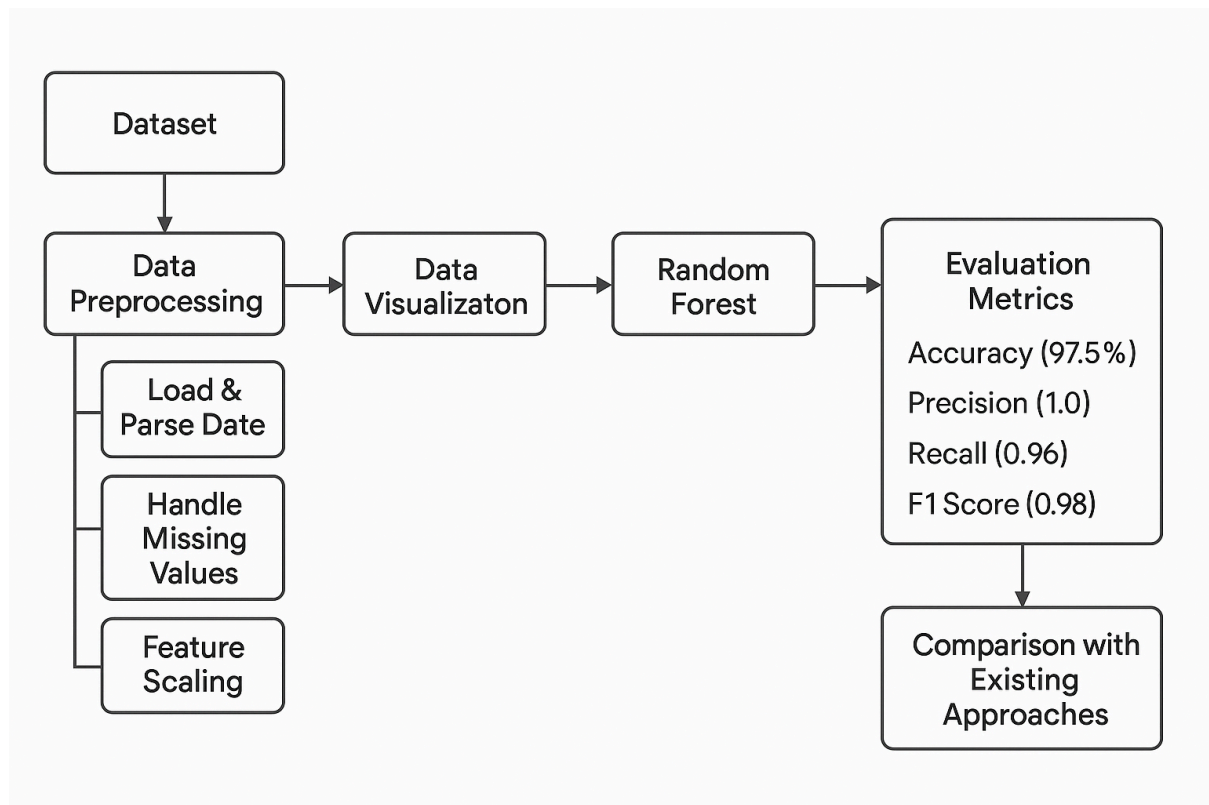 Dataset
Data
Preprocessing
Load &
Parse Date
Handle
Missing
Values
Feature
Scaling
Data
Visualizaton
Random
Forest
Evaluation
Metrics
Accuracy (97.5%)
Precision (1.0)
Recall (0.96)
F1 Score (0.98)
Comparison with
Existing
Approaches